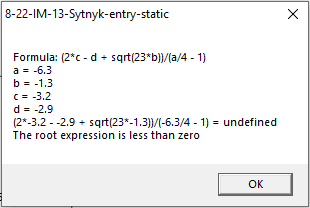 8-22-IM-13-Sytnyk-entry-static
Formula: (2*c - d + sqrt(23*b))/(a/4 - 1)
a = -6.3
b = -1.3
c = -3.2
d = -2.9
(2*-3.2 - -2.9 + sqrt(23*-1.3))/(-6.3/4 - 1) = undefined
The root expression is less than zero
OK